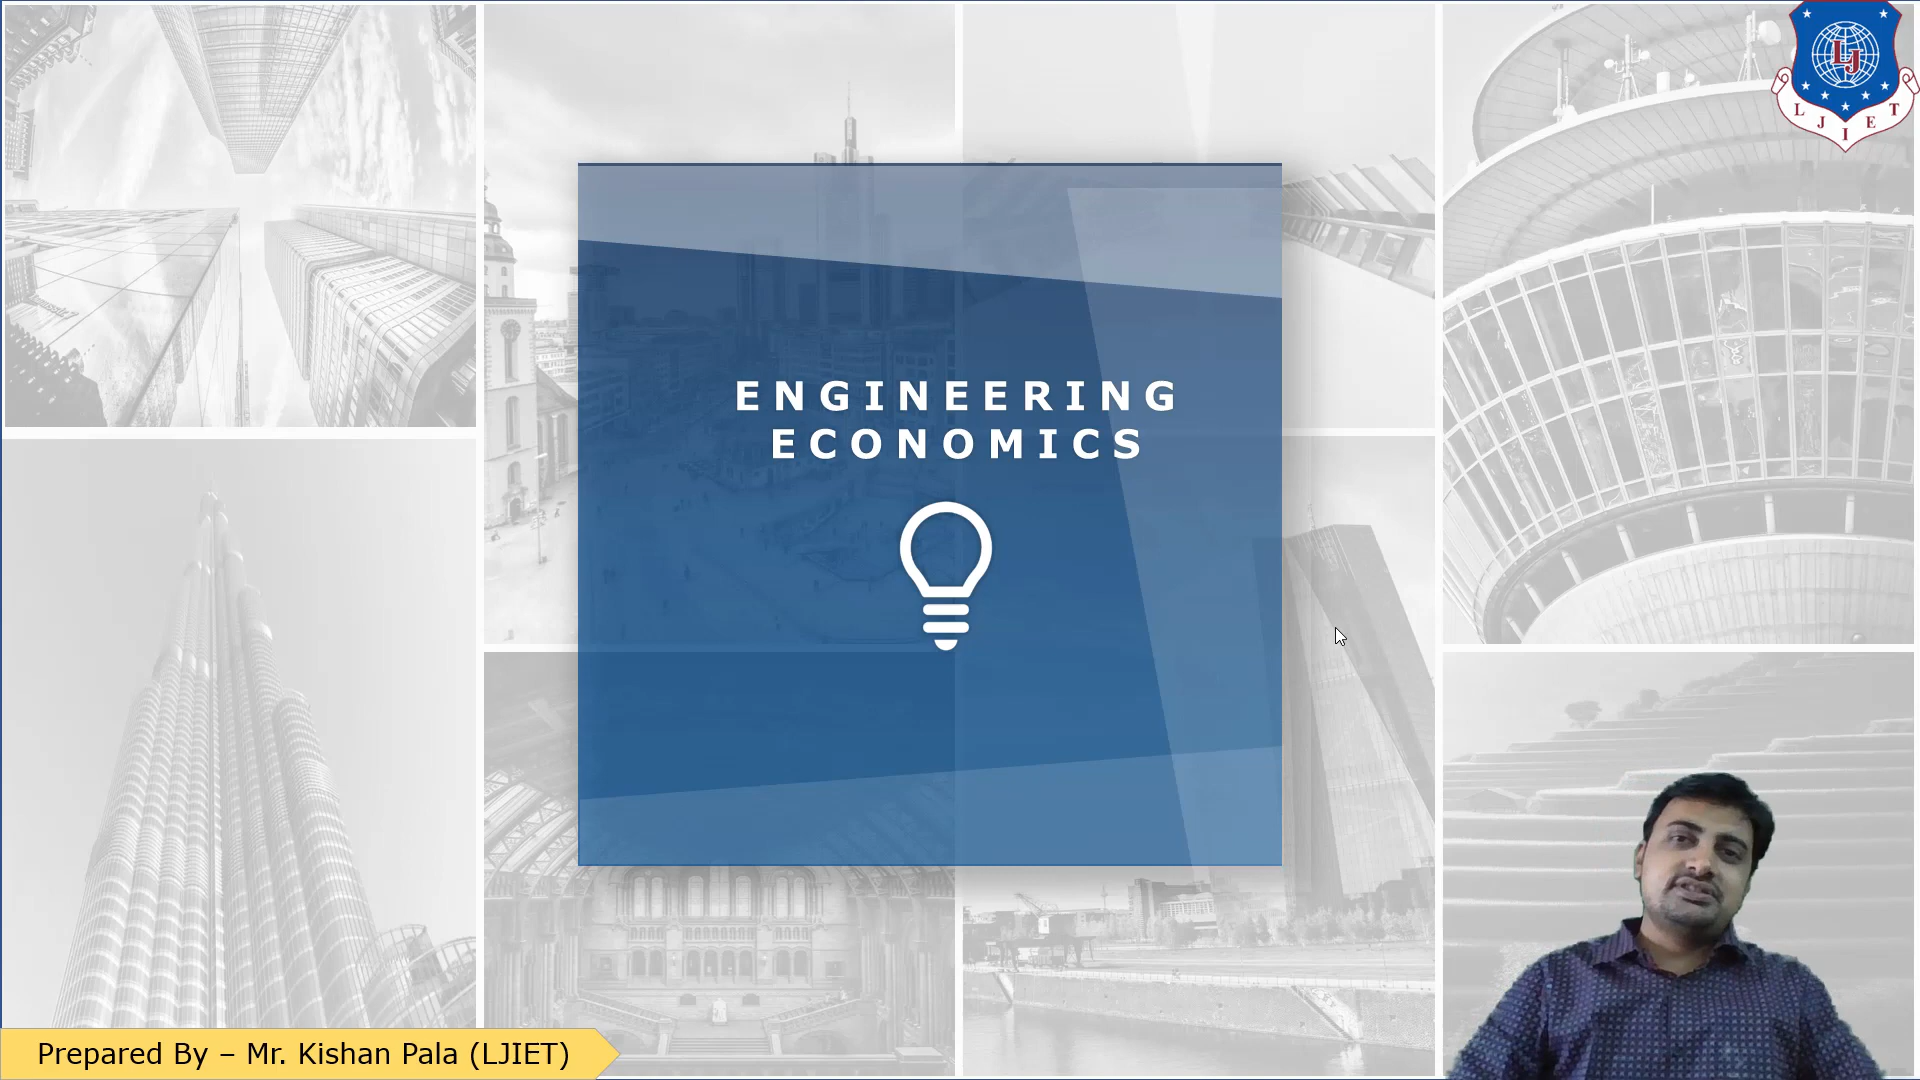 LJ
L J I E T
ENGINEERING
ECONOMICS
Prepared By – Mr. Kishan Pala (LJIET)